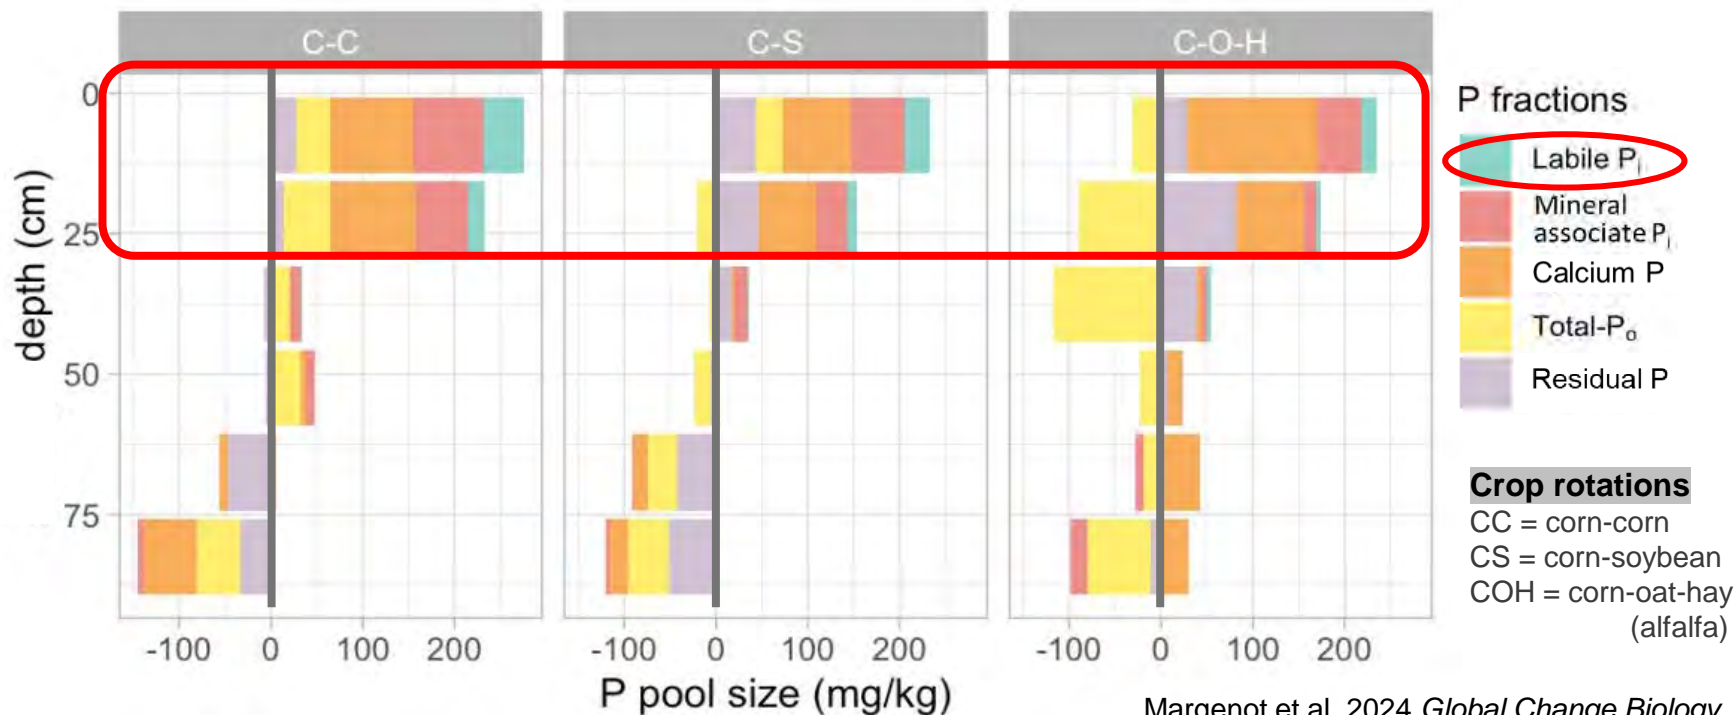 C-C
C-S
C-O-H
0
25
50
75
depth (cm)
-100 0 100 200
-100 0 100 200
-100 0 100 200
P pool size (mg/kg)
P fractions
Labile Pi
Mineral
associate Pi
Calcium P
Total-Po
Residual P
Crop rotations
CC = corn-corn
CS = corn-soybean
COH = corn-oat-hay
(alfalfa)
Margenot et al. 2024 Global Change Biology